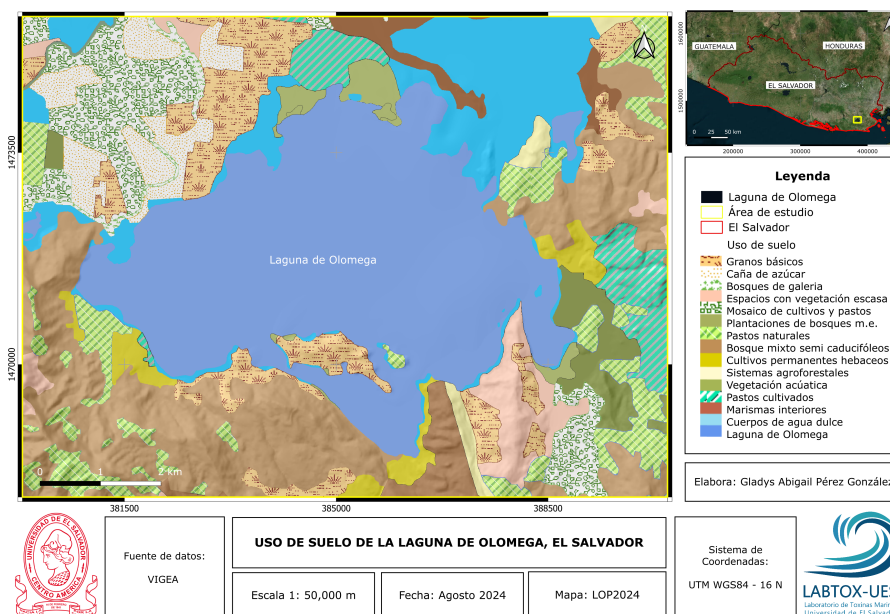 1473500
1470000
381500
385000
388500
Laguna de Olomega
0
1
2 km
GUATEMALA
HONDURAS
EL SALVADOR
0 25 50 km
1600000
1500000
200000
300000
400000
Leyenda
Laguna de Olomega
Área de estudio
El Salvador
Uso de suelo
Granos básicos
Caña de azúcar
Bosques de galeria
Espacios con vegetación escasa
Mosaico de cultivos y pastos
Plantaciones de bosques m.e.
Pastos naturales
Bosque mixto semi caducifóleos
Cultivos permanentes hebaceos
Sistemas agroforestales
Vegetación acúatica
Pastos cultivados
Marismas interiores
Cuerpos de agua dulce
Laguna de Olomega
Elabora: Gladys Abigail Pérez González
UNIVERSIDAD DE EL SALVADOR
CENTRO AMERICA
Fuente de datos:
VIGEA
USO DE SUELO DE LA LAGUNA DE OLOMEGA, EL SALVADOR
Escala 1: 50,000 m
Fecha: Agosto 2024
Mapa: LOP2024
Sistema de
Coordenadas:
UTM WGS84 - 16 N
LABTOX-UES
Laboratorio de Toxinas Marinas
Universidad de El Salvador